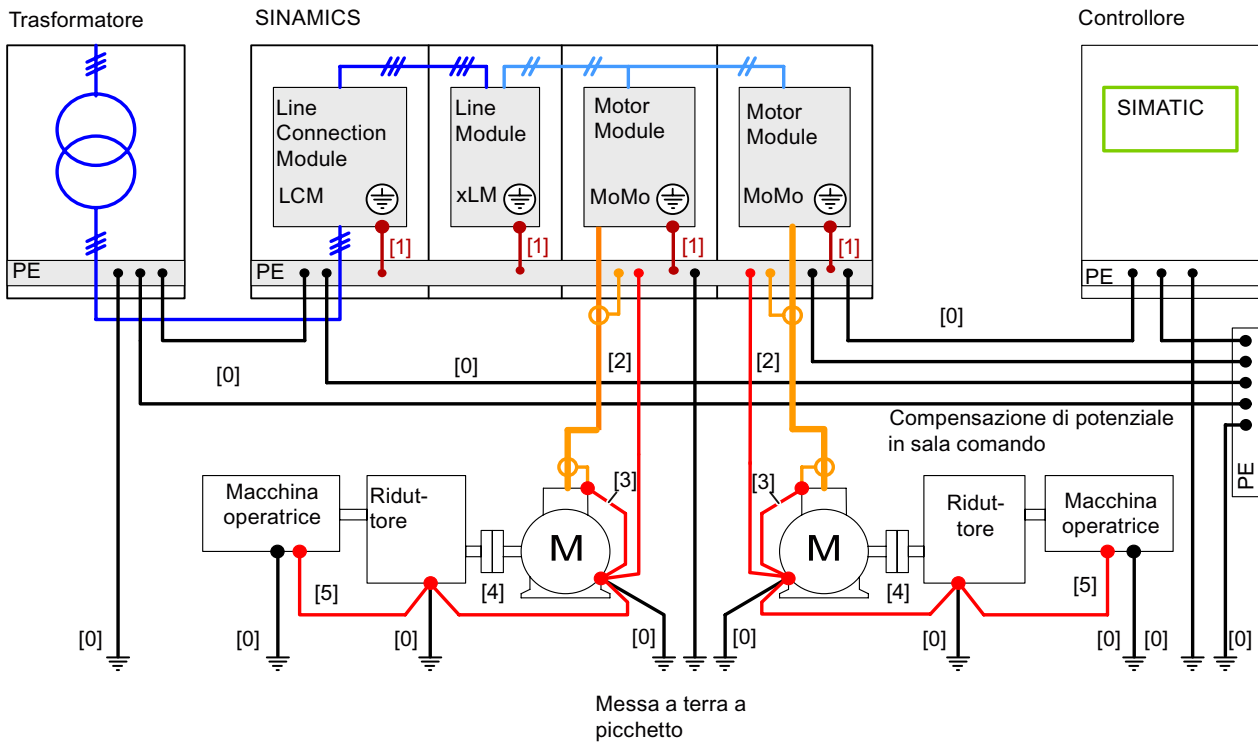 Trasformatore
SINAMICS
Controllore
Line
Connection
Module
LCM
Line
Module
xLM
Motor
Module
MoMo
Motor
Module
MoMo
SIMATIC
[1]
[1]
[1]
[1]
PE
PE
PE
[0]
[0]
[0]
[2]
[2]
Compensazione di potenziale
in sala comando
PE
[3]
[3]
Macchina
operatrice
Ridut-
tore
M
M
Ridut-
tore
Macchina
operatrice
[5]
[4]
[4]
[5]
[0]
[0]
[0]
[0]
[0]
[0]
[0]
[0]
[0]
Messa a terra a
picchetto